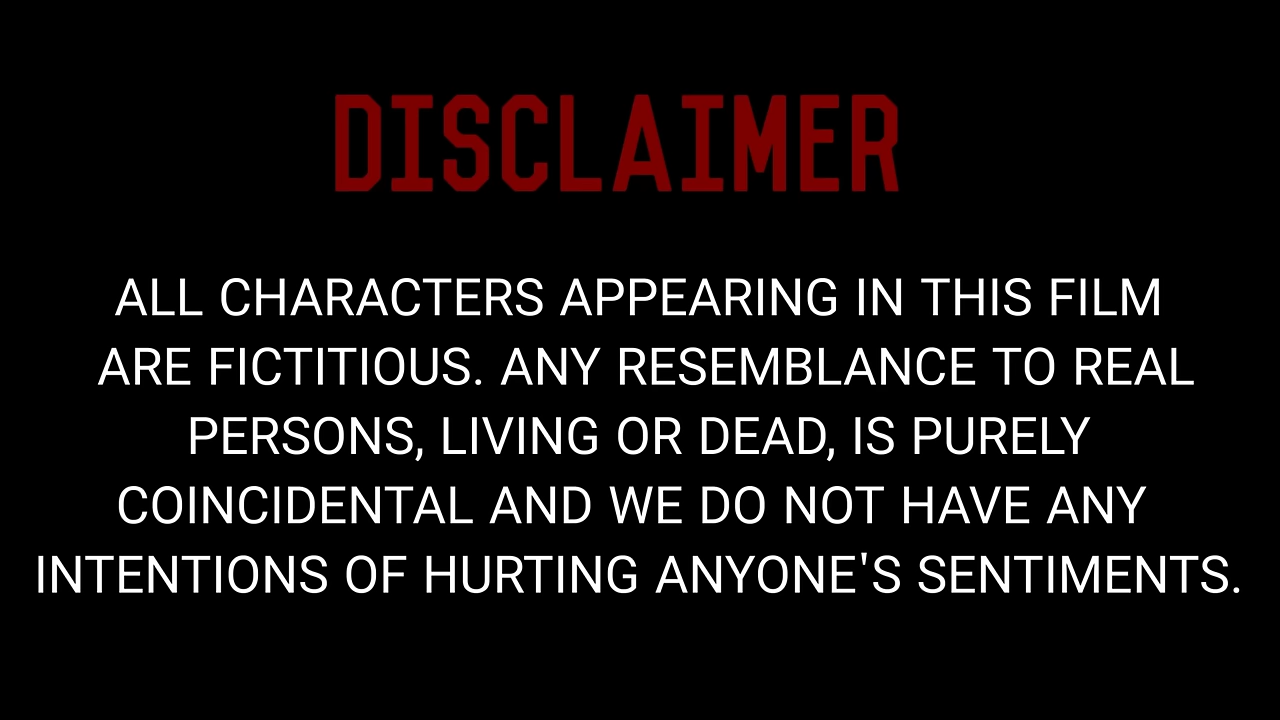 DISCLAIMER
ALL CHARACTERS APPEARING IN THIS FILM
ARE FICTITIOUS. ANY RESEMBLANCE TO REAL
PERSONS, LIVING OR DEAD, IS PURELY
COINCIDENTAL AND WE DO NOT HAVE ANY
INTENTIONS OF HURTING ANYONE'S SENTIMENTS.